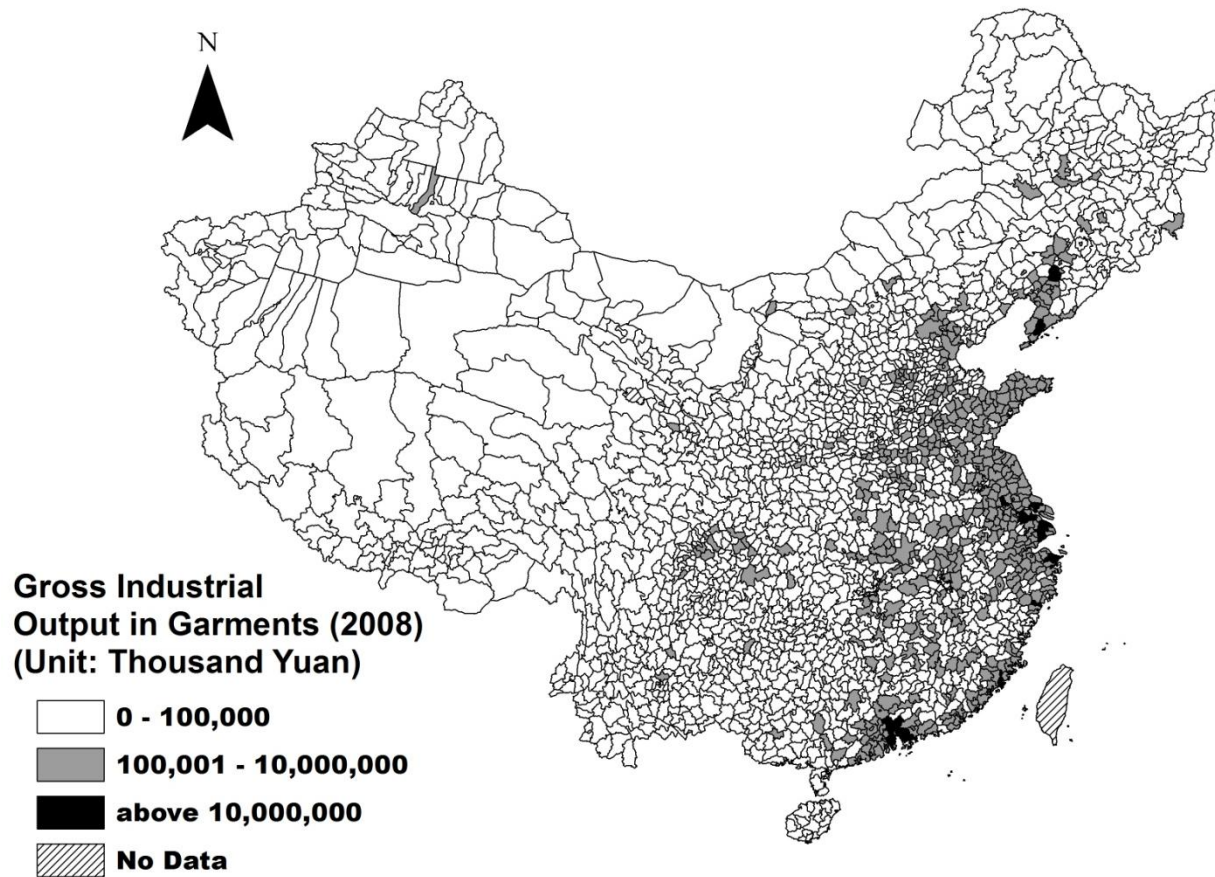 N
Gross Industrial
Output in Garments (2008)
(Unit: Thousand Yuan)
0 - 100,000
100,001 - 10,000,000
above 10,000,000
No Data